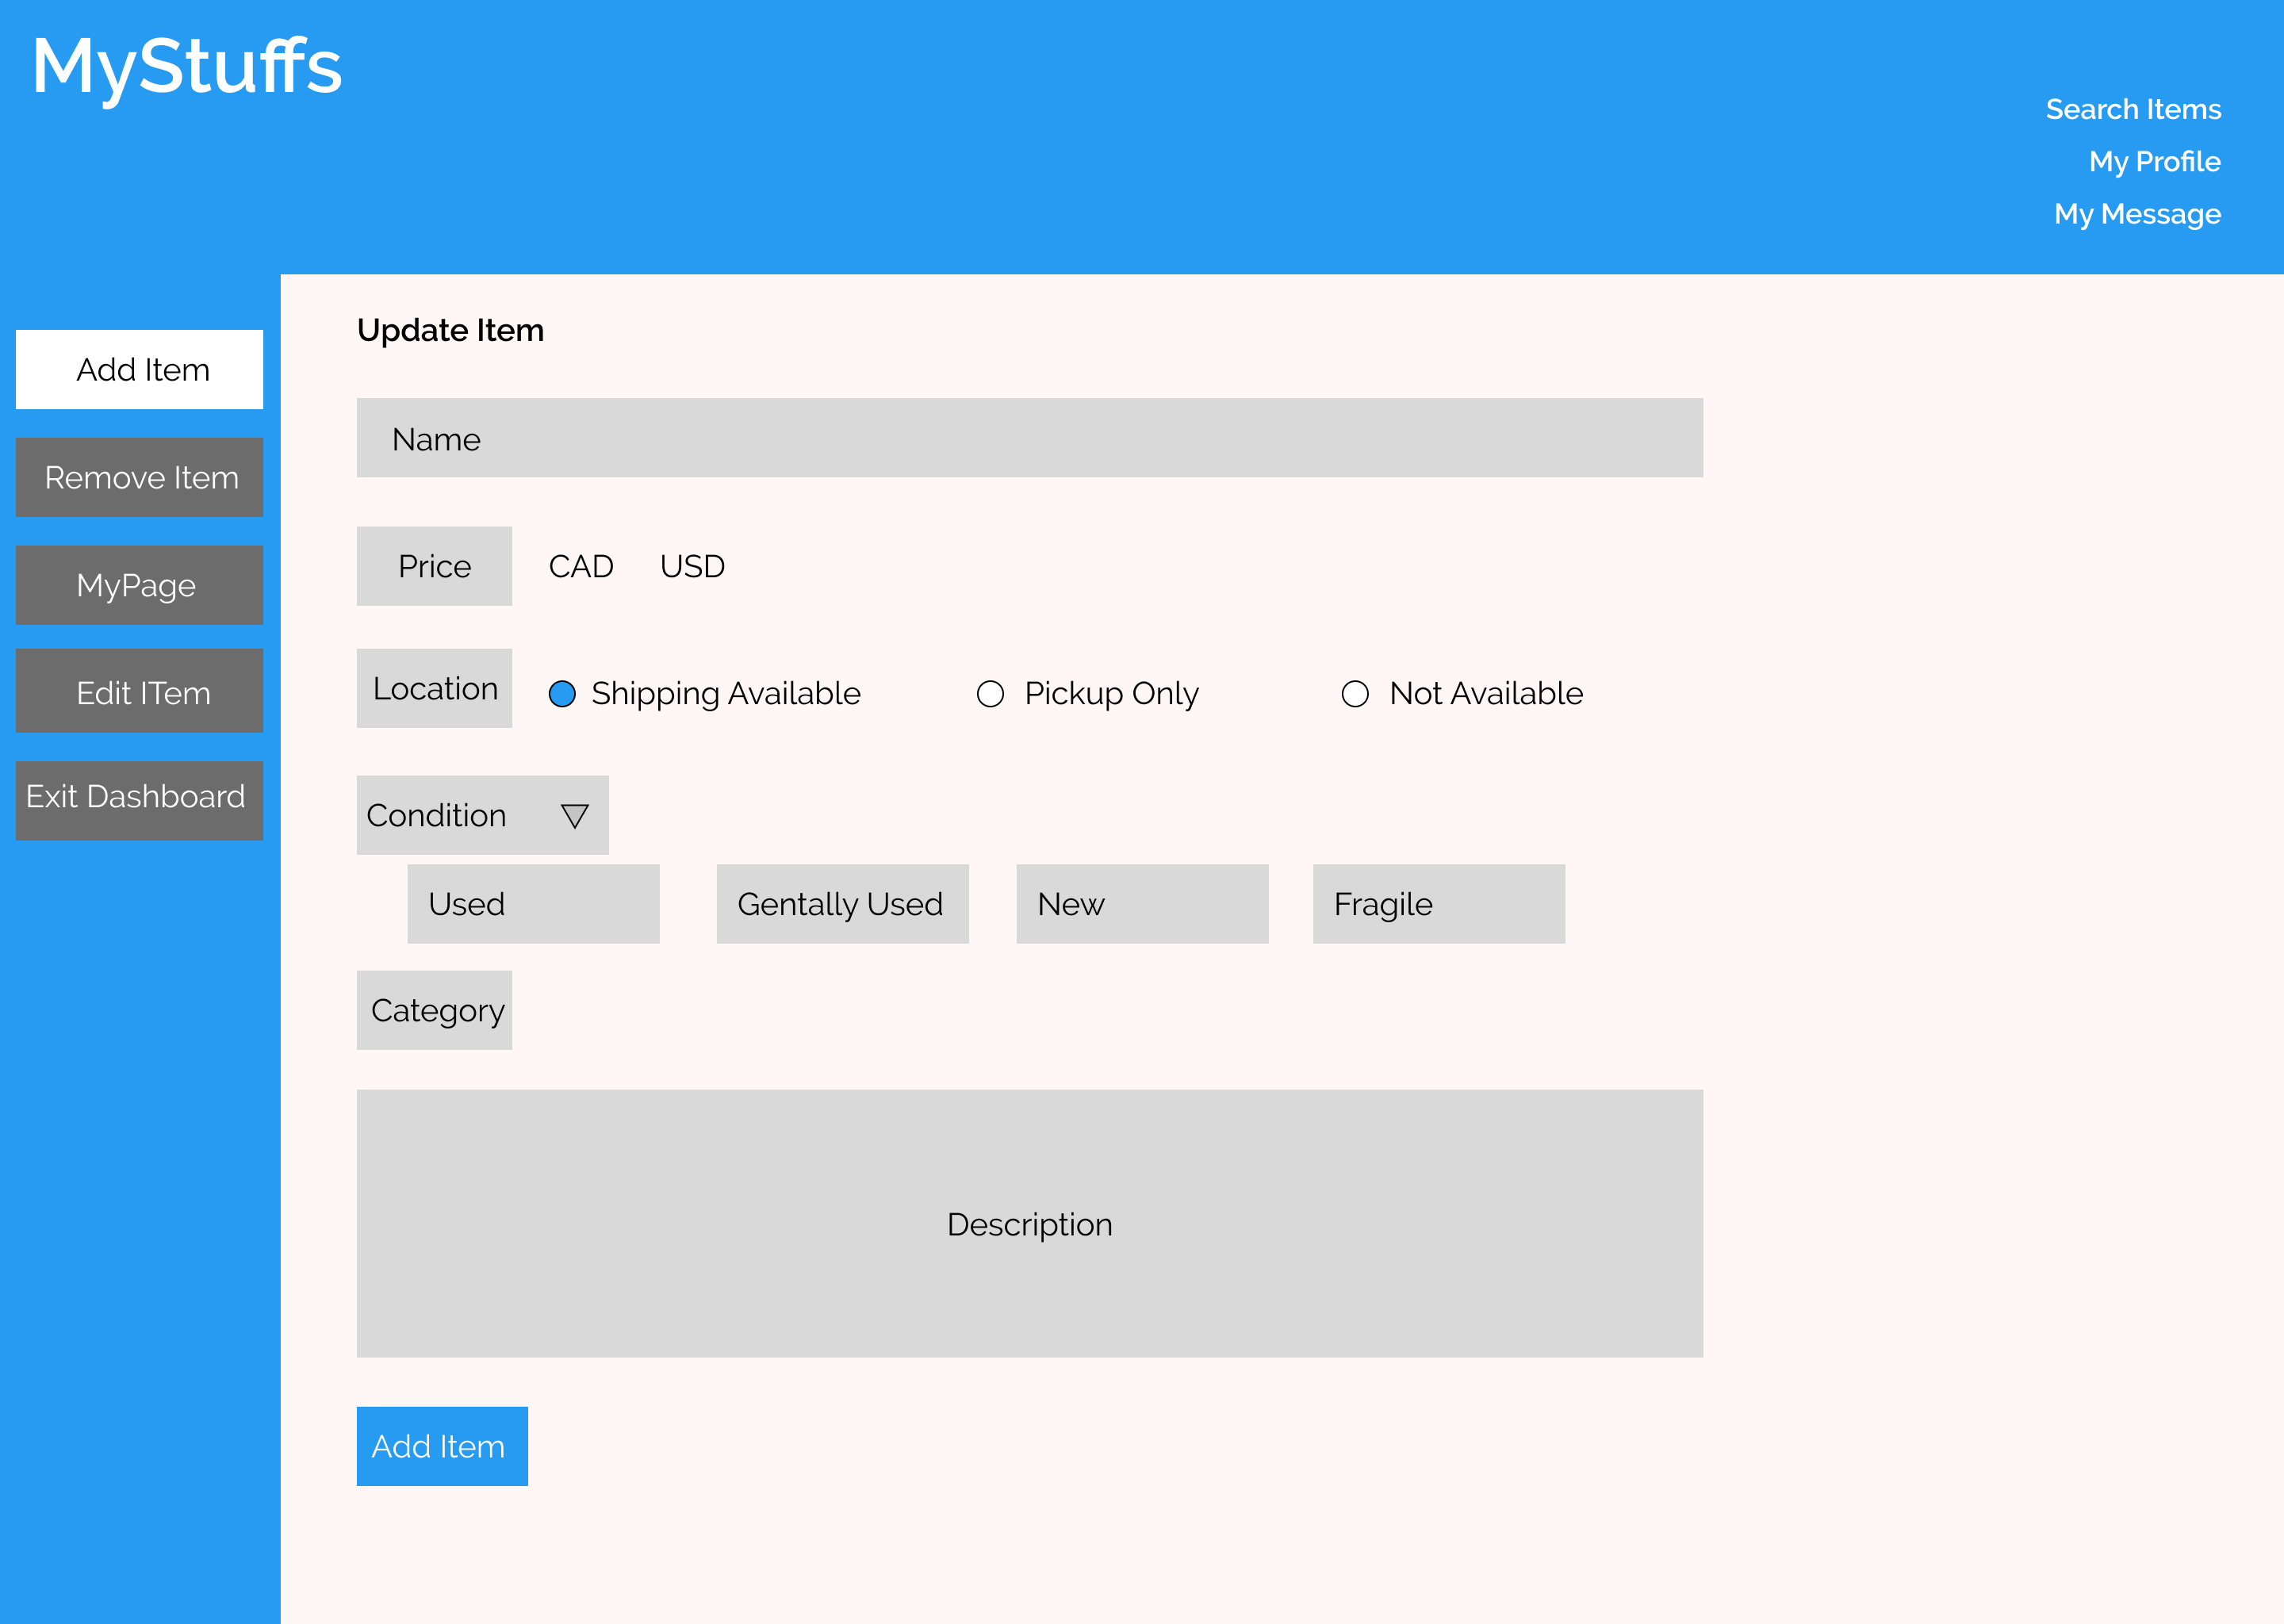 MyStuffs
Search Items
My Profile
My Message
Add Item
Remove Item
MyPage
Edit ITem
Exit Dashboard
Update Item
Name
Price CAD USD
Location Shipping Available Pickup Only Not Available
Condition
Used Gentally Used New Fragile
Category
Description
Add Item